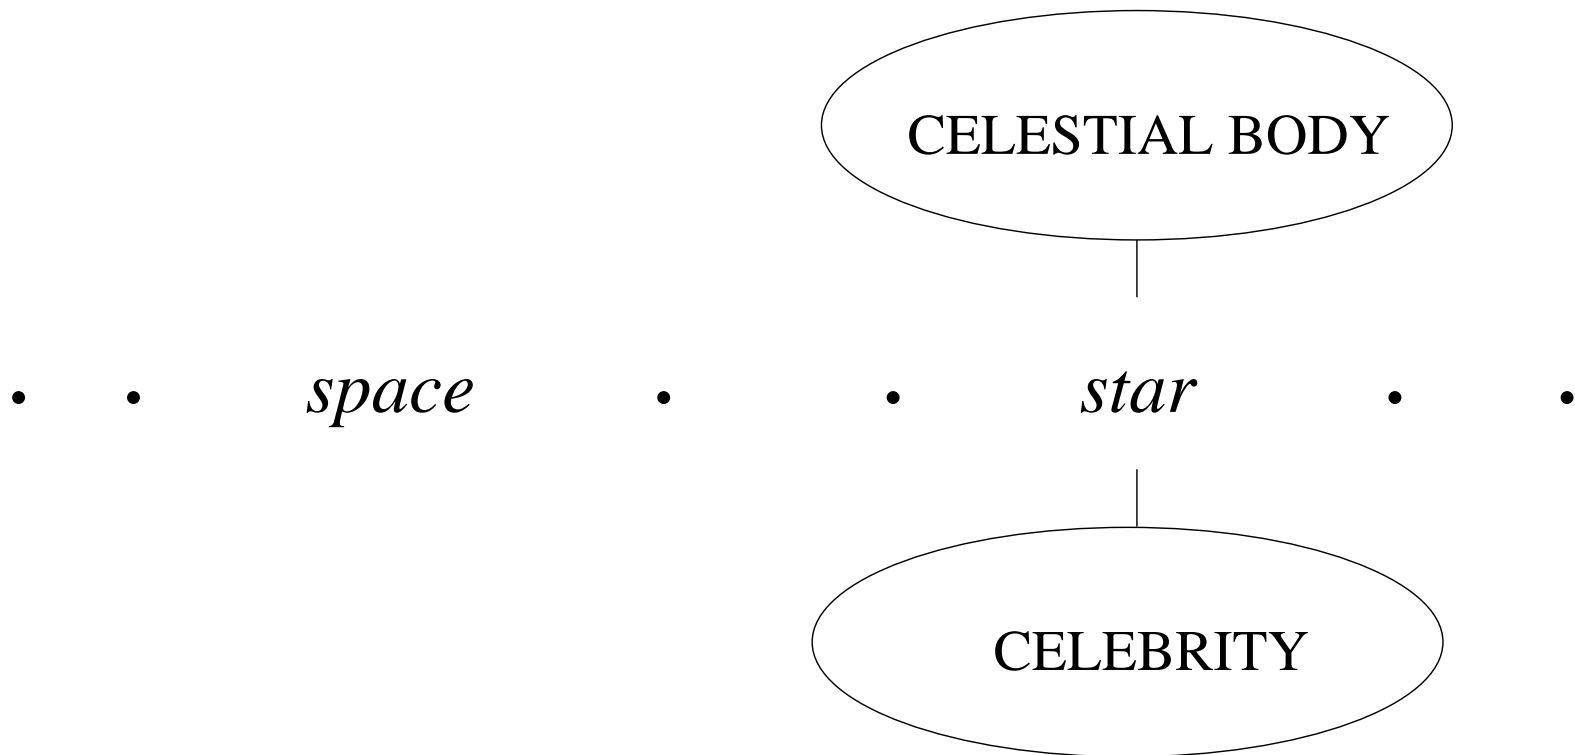 CELESTIAL BODY
• • space • • star • •
CELEBRITY